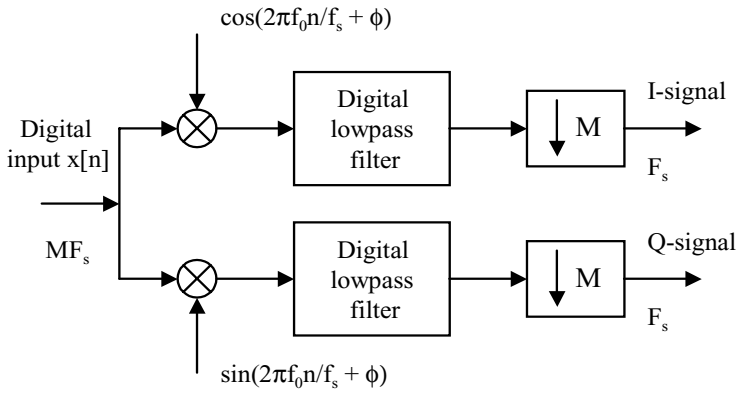 cos(2πf₀n/fₛ + ϕ)
Digital
lowpass
filter
M
I-signal
Fₛ
Digital
input x[n]
MFₛ
Digital
lowpass
filter
M
Q-signal
Fₛ
sin(2πf₀n/fₛ + ϕ)